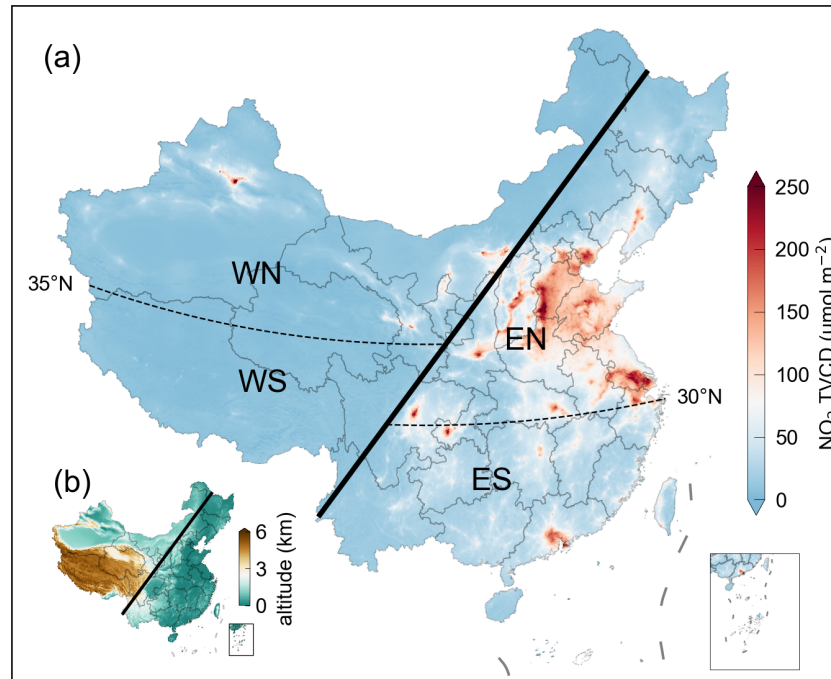 (a)
WN
35°N
WS
EN
ES
30°N
250
200
150
100
50
0
NO₂ TVCD (umol m⁻²)
(b)
6
3
0
altitude (km)